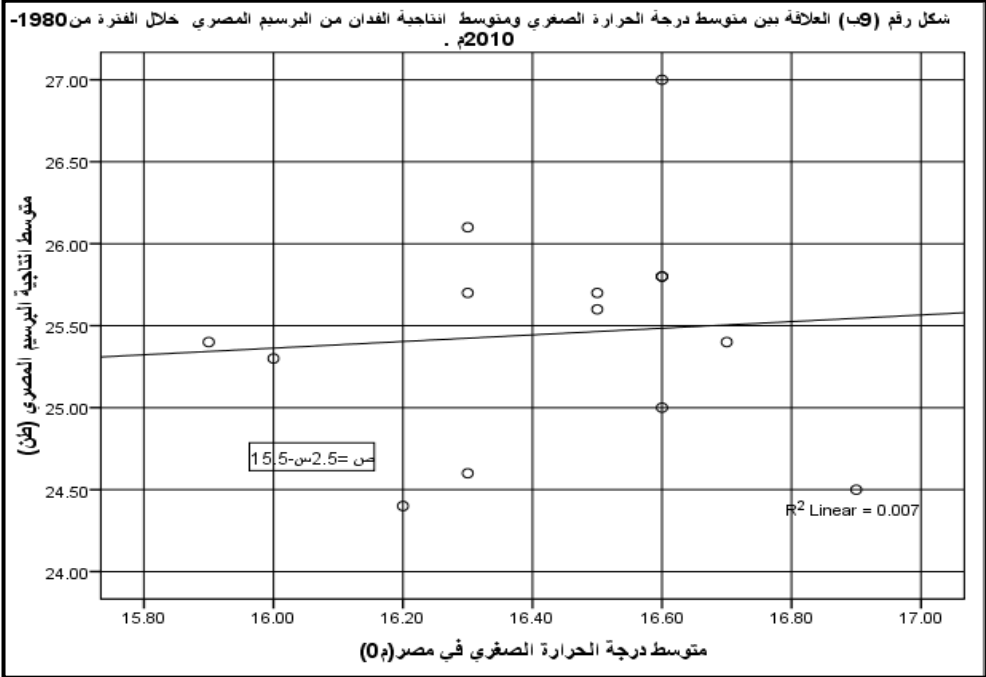 شكل رقم (9ب) العلاقة بين متوسط درجة الحرارة الصغري ومتوسط انتاجية الفدان من البرسيم المصري خلال الفترة من 1980-
2010م .
27.00
26.50
26.00
25.50
25.00
24.50
24.00
متوسط انتاجية البرسيم المصري (طن)
ص =2.5س-15.5
R2 Linear = 0.007
15.80
16.00
16.20
16.40
16.60
16.80
17.00
متوسط درجة الحرارة الصغري في مصر(م0)